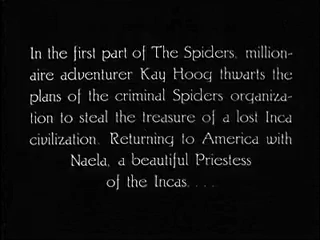 In the first part of The Spiders, million-
aire adventurer Kay Hoog thwarts the
plans of the criminal Spiders organiza-
tion to steal the treasure of a lost Inca
civilization. Returning to America with
Naela, a beautiful Priestess
of the Incas. . . .